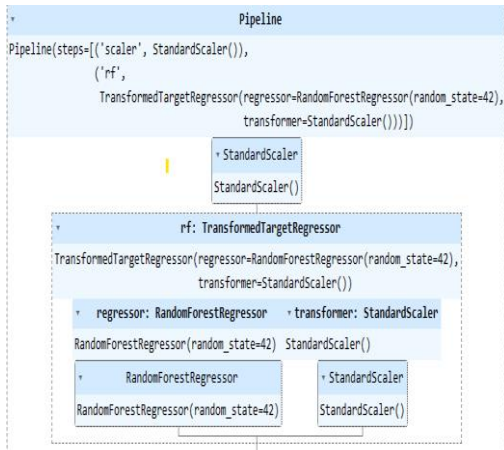 Pipeline
Pipeline(steps=[('scaler', StandardScaler()),
('rf',
TransformedTargetRegressor(regressor=RandomForestRegressor(random_state=42),
transformer=StandardScaler()))])
StandardScaler
StandardScaler()
rf: TransformedTargetRegressor
TransformedTargetRegressor(regressor=RandomForestRegressor(random_state=42),
transformer=StandardScaler())
regressor: RandomForestRegressor transformer: StandardScaler
RandomForestRegressor(random_state=42) StandardScaler()
RandomForestRegressor StandardScaler
RandomForestRegressor(random_state=42) StandardScaler()